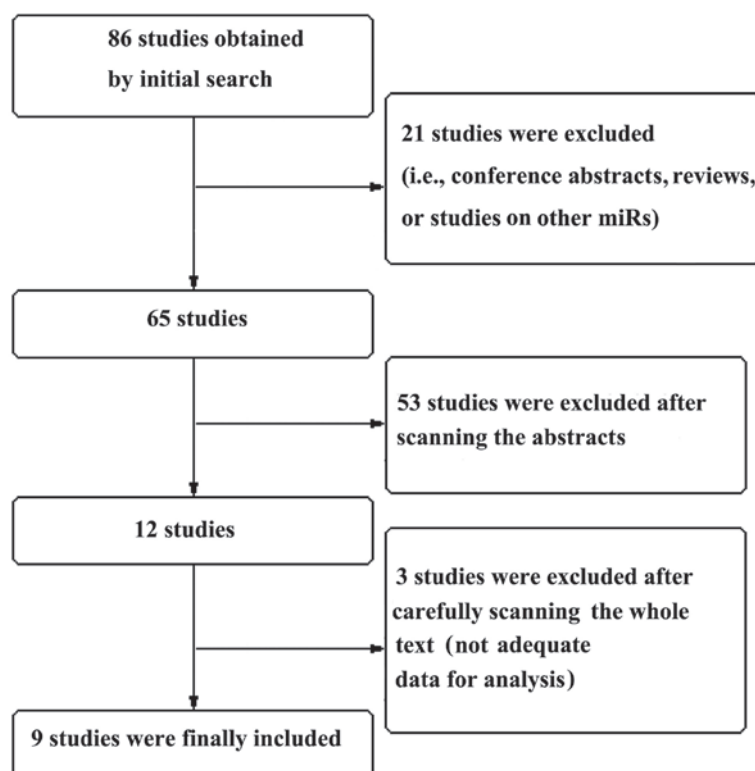 86 studies obtained
by initial search
21 studies were excluded
(i.e., conference abstracts, reviews,
or studies on other miRs)
65 studies
53 studies were excluded after
scanning the abstracts
12 studies
3 studies were excluded after
carefully scanning the whole
text (not adequate
data for analysis)
9 studies were finally included